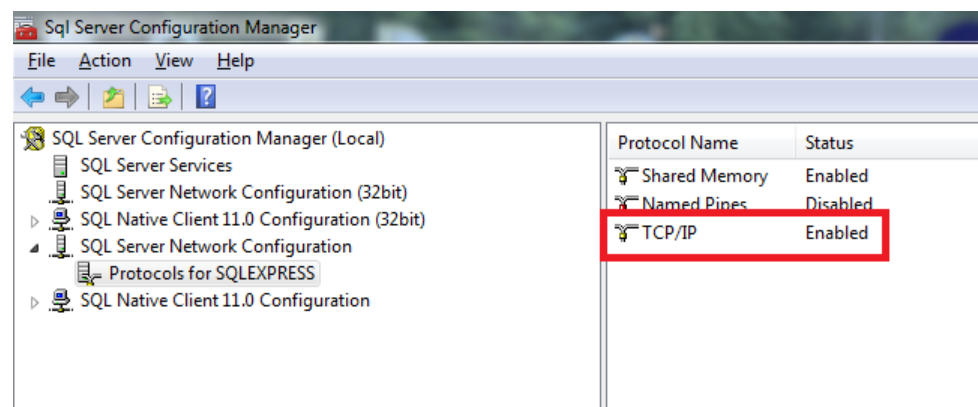 Sql Server Configuration Manager
File Action View Help
SQL Server Configuration Manager (Local)
SQL Server Services
SQL Server Network Configuration (32bit)
SQL Native Client 11.0 Configuration (32bit)
SQL Server Network Configuration
Protocols for SQLEXPRESS
SQL Native Client 11.0 Configuration
Protocol Name Status
Shared Memory Enabled
Named Pipes Disabled
TCP/IP Enabled